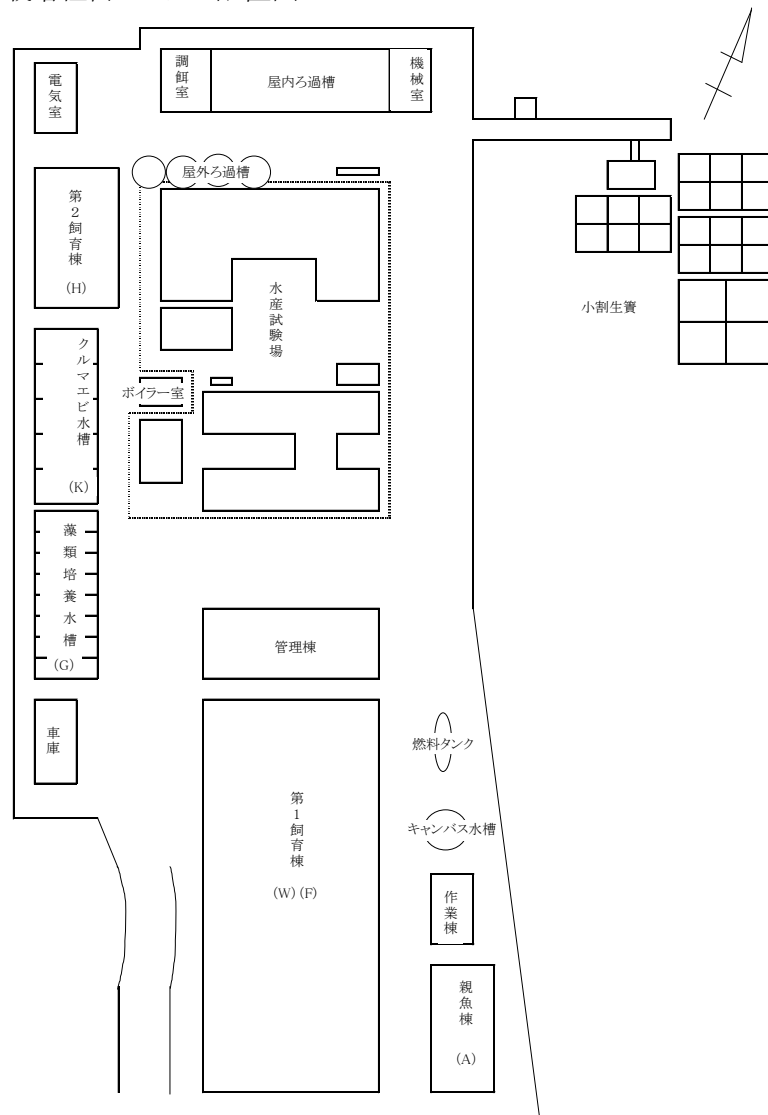 調餌室
屋内ろ過槽
機械室
電気室
屋外ろ過槽
第2飼育棟
(H)
水産試験場
小割生簀
クルマエビ水槽
(K)
ボイラー室
藻類培養水槽
(G)
管理棟
車庫
燃料タンク
第1飼育棟
(W)(F)
キャンバス水槽
作業棟
親魚棟
(A)